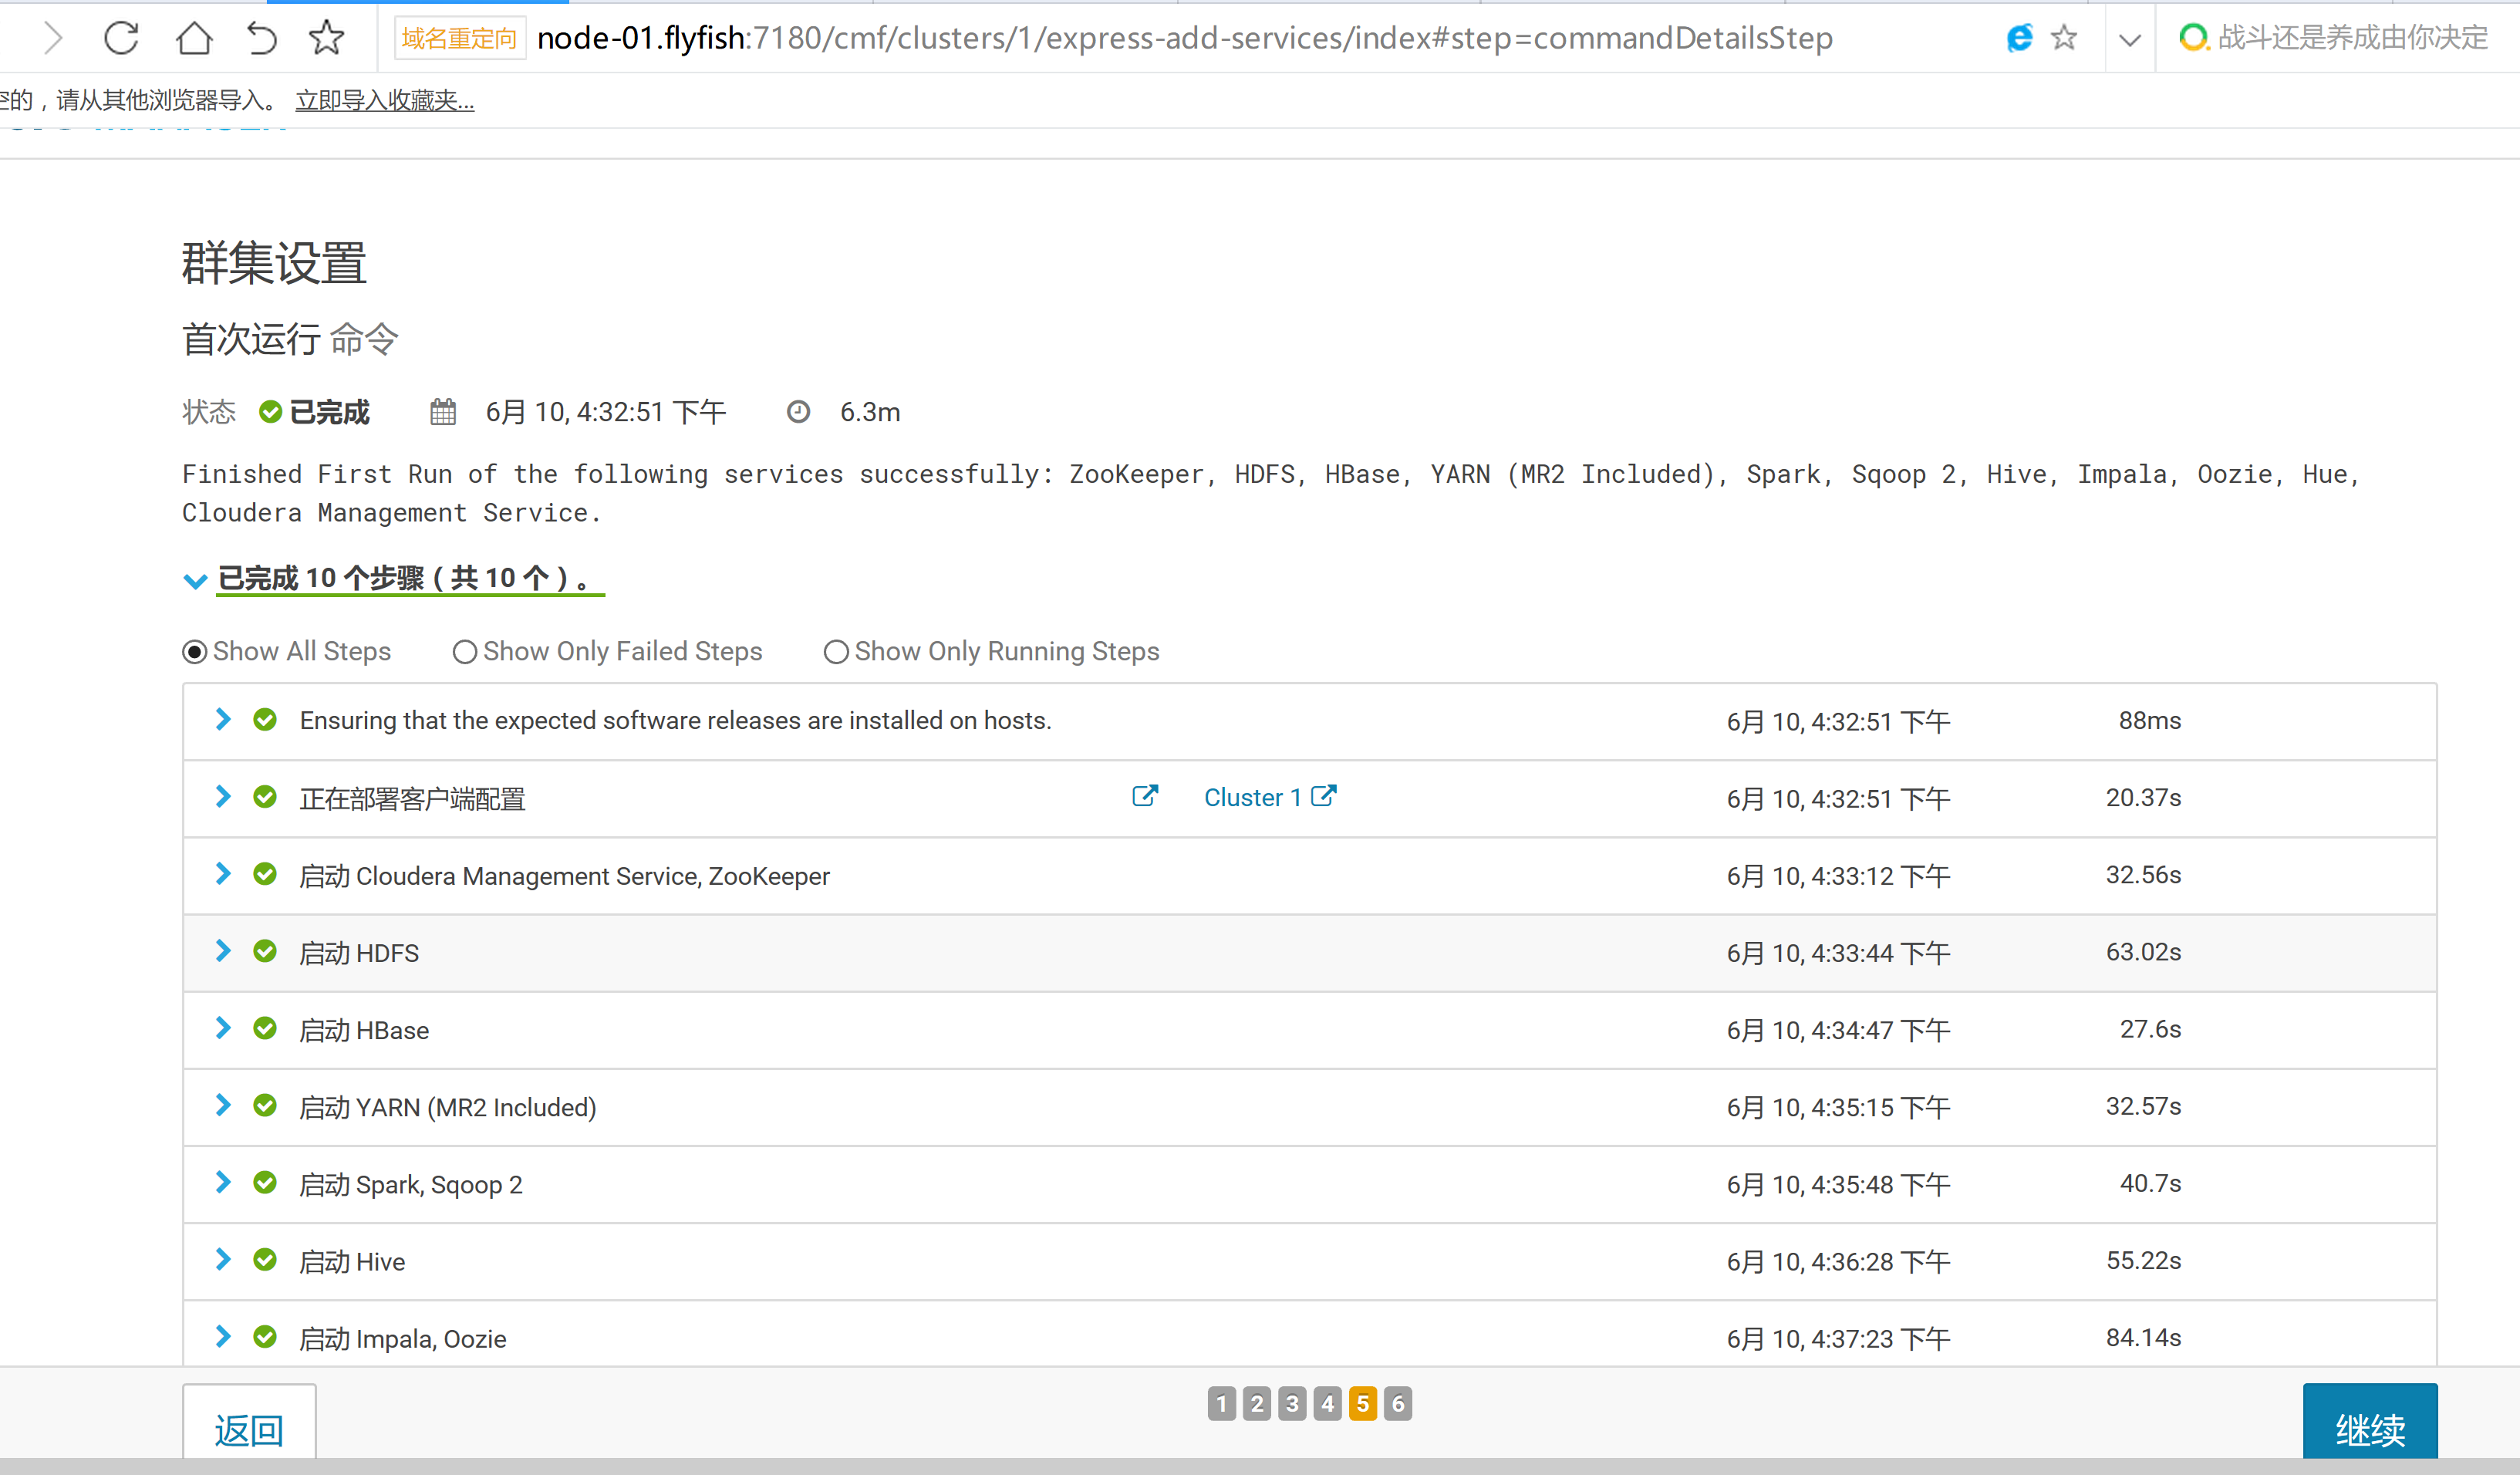 域名重定向 node-01.flyfish:7180/cmf/clusters/1/express-add-services/index#step=commandDetailsStep 战斗还是养成由你决定
的，请从其他浏览器导入。 立即导入收藏夹...
群集设置
首次运行 命令
状态 已完成 6月 10, 4:32:51 下午 6.3m
Finished First Run of the following services successfully: ZooKeeper, HDFS, HBase, YARN (MR2 Included), Spark, Sqoop 2, Hive, Impala, Oozie, Hue,
Cloudera Management Service.
已完成 10 个步骤（共 10 个）。
Show All Steps Show Only Failed Steps Show Only Running Steps
Ensuring that the expected software releases are installed on hosts. 6月 10, 4:32:51 下午 88ms
正在部署客户端配置 Cluster 1 6月 10, 4:32:51 下午 20.37s
启动 Cloudera Management Service, ZooKeeper 6月 10, 4:33:12 下午 32.56s
启动 HDFS 6月 10, 4:33:44 下午 63.02s
启动 HBase 6月 10, 4:34:47 下午 27.6s
启动 YARN (MR2 Included) 6月 10, 4:35:15 下午 32.57s
启动 Spark, Sqoop 2 6月 10, 4:35:48 下午 40.7s
启动 Hive 6月 10, 4:36:28 下午 55.22s
启动 Impala, Oozie 6月 10, 4:37:23 下午 84.14s
返回 1 2 3 4 5 6 继续